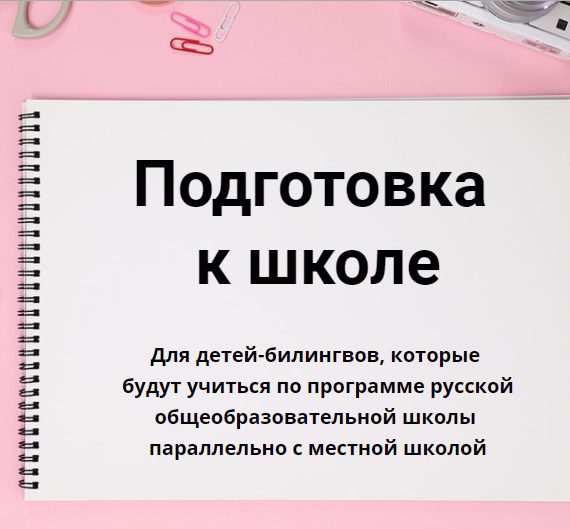 Подготовка
к школе
Для детей-билингвов, которые
будут учиться по программе русской
общеобразовательной школы
параллельно с местной школой